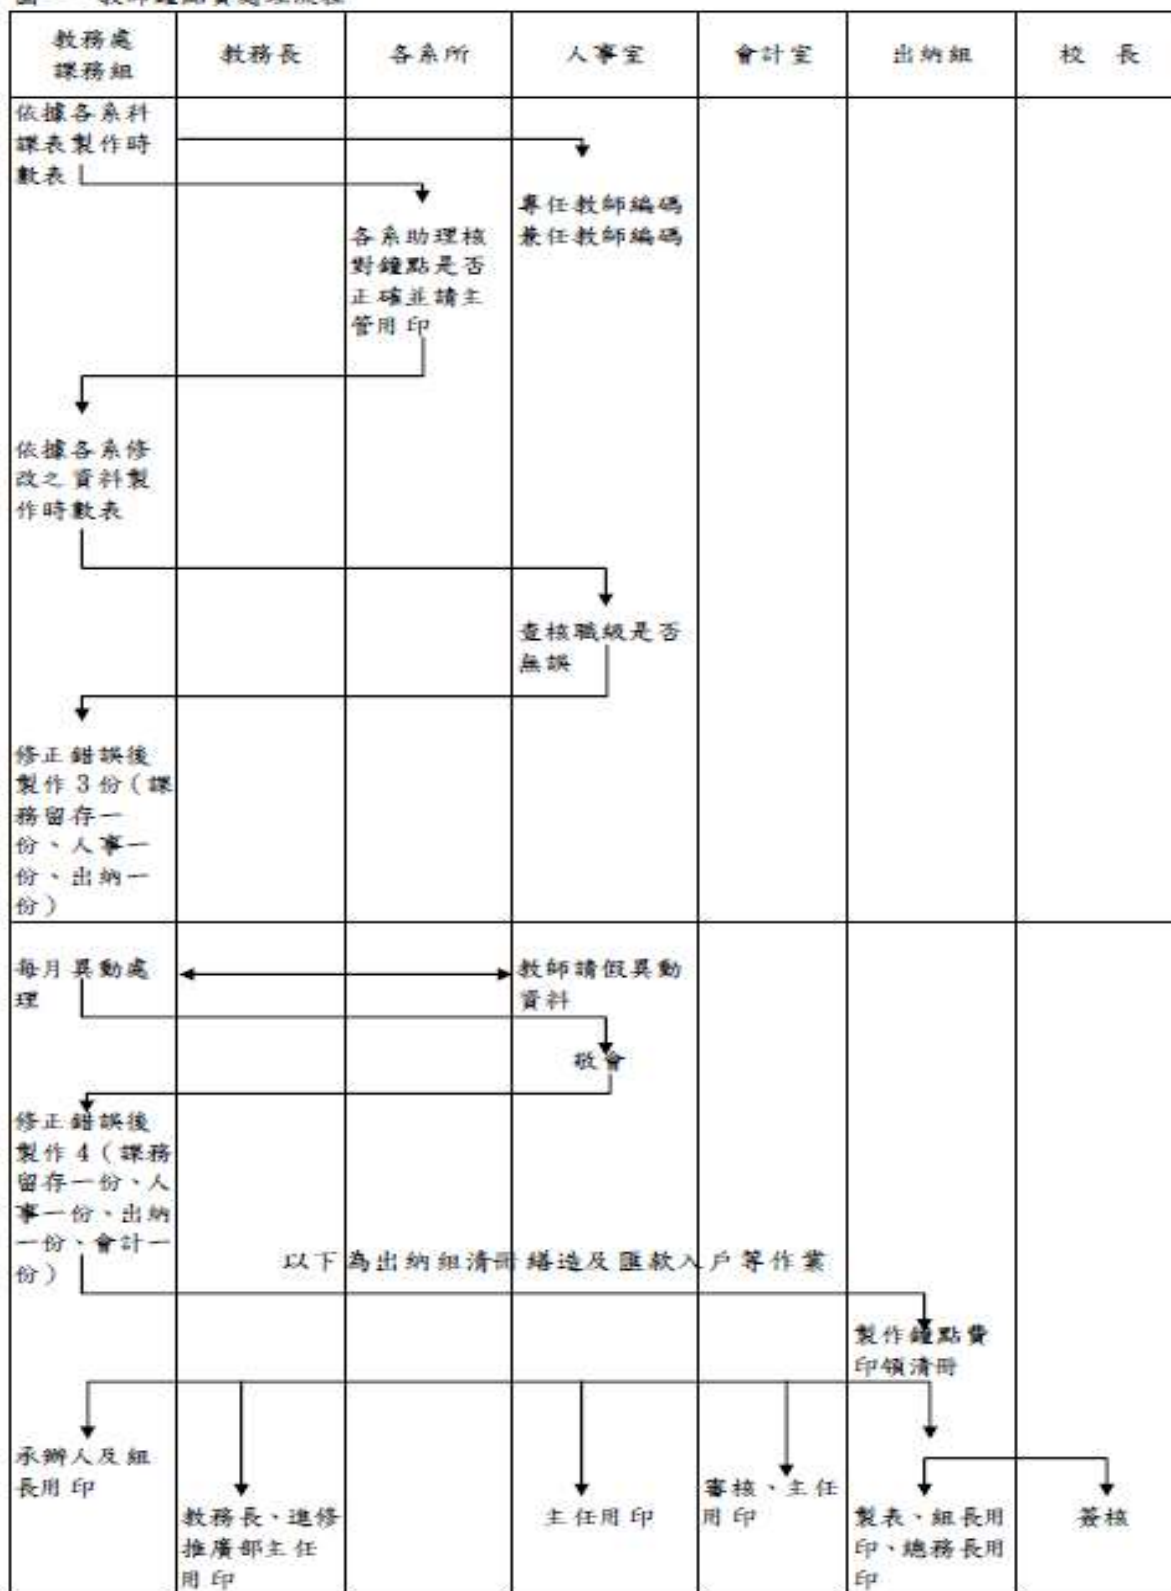 教務處
課務組
教務長
各系所
人事室
會計室
出納組
校 長
依據各系科
課表製作時
數表
專任教師編碼
兼任教師編碼
各系助理核
對鐘點是否
正確並請主
管用印
依據各系修
改之資料製
作時數表
查核職級是否
無誤
修正錯誤後
製作3份(課
務留存一
份、人事一
份、出納一
份)
每月異動處
理
教師請假異動
資料
敬會
修正錯誤後
製作4(課務
留存一份、人
事一份、出納
一份、會計一
份)
以下為出納組清冊繕造及匯款入戶等作業
製作鐘點費
印領清冊
承辦人及組
長用印
教務長、進修
推廣部主任
用印
主任用印
審核、主任
用印
製表、組長用
印、總務長用
印
簽核